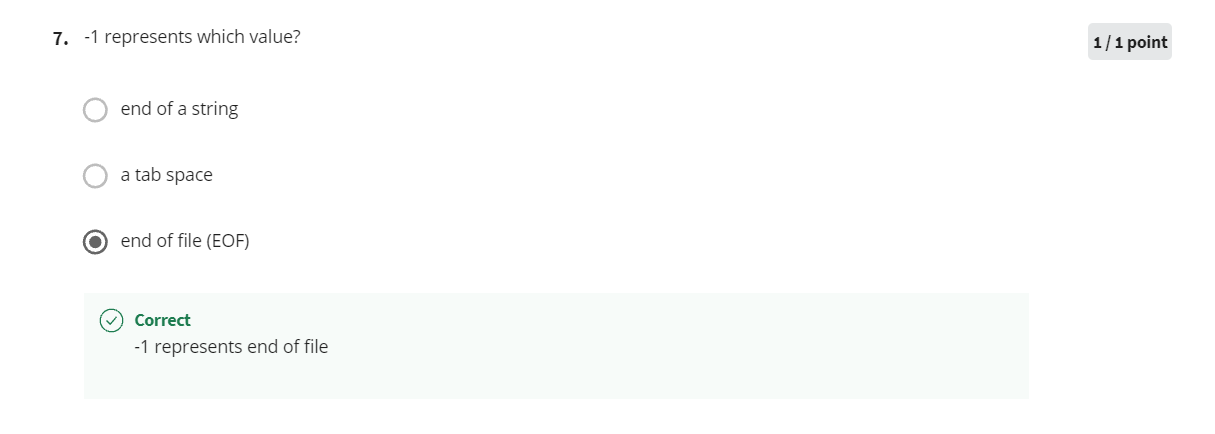 7. -1 represents which value?
1 / 1 point
end of a string
a tab space
end of file (EOF)
Correct
-1 represents end of file